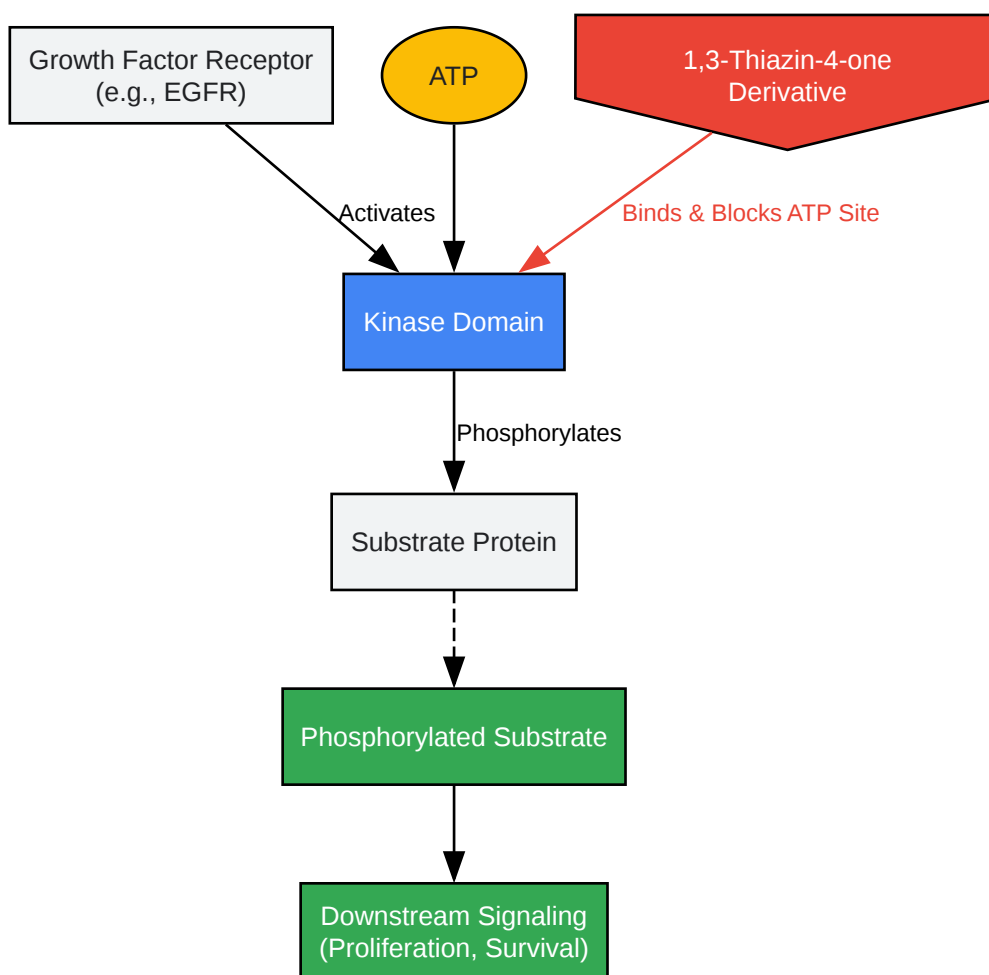 Growth Factor Receptor
(e.g., EGFR)
ATP
1,3-Thiazin-4-one
Derivative
Activates
Binds & Blocks ATP Site
Kinase Domain
Phosphorylates
Substrate Protein
Phosphorylated Substrate
Downstream Signaling
(Proliferation, Survival)